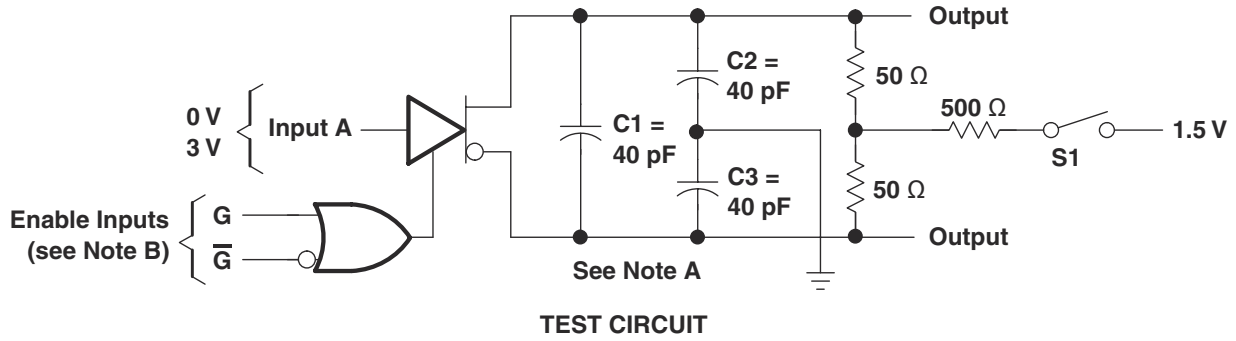 Output
C2 =
40 pF
50 Ω
500 Ω
0 V
3 V
Input A
C1 =
40 pF
1.5 V
S1
C3 =
40 pF
50 Ω
Enable Inputs
(see Note B)
G
G̅
Output
See Note A
TEST CIRCUIT